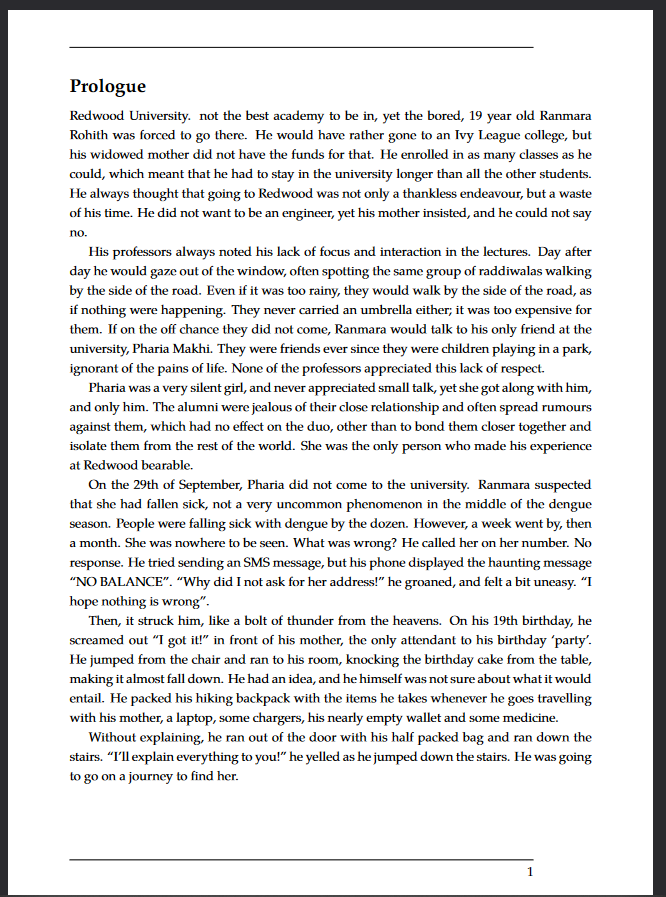 Prologue
Redwood University. not the best academy to be in, yet the bored, 19 year old Ranmara
Rohith was forced to go there. He would have rather gone to an Ivy League college, but
his widowed mother did not have the funds for that. He enrolled in as many classes as he
could, which meant that he had to stay in the university longer than all the other students.
He always thought that going to Redwood was not only a thankless endeavour, but a waste
of his time. He did not want to be an engineer, yet his mother insisted, and he could not say
no.
His professors always noted his lack of focus and interaction in the lectures. Day after
day he would gaze out of the window, often spotting the same group of raddiwalas walking
by the side of the road. Even if it was too rainy, they would walk by the side of the road, as
if nothing were happening. They never carried an umbrella either; it was too expensive for
them. If on the off chance they did not come, Ranmara would talk to his only friend at the
university, Pharia Makhi. They were friends ever since they were children playing in a park,
ignorant of the pains of life. None of the professors appreciated this lack of respect.
Pharia was a very silent girl, and never appreciated small talk, yet she got along with him,
and only him. The alumni were jealous of their close relationship and often spread rumours
against them, which had no effect on the duo, other than to bond them closer together and
isolate them from the rest of the world. She was the only person who made his experience
at Redwood bearable.
On the 29th of September, Pharia did not come to the university. Ranmara suspected
that she had fallen sick, not a very uncommon phenomenon in the middle of the dengue
season. People were falling sick with dengue by the dozen. However, a week went by, then
a month. She was nowhere to be seen. What was wrong? He called her on her number. No
response. He tried sending an SMS message, but his phone displayed the haunting message
“NO BALANCE”. “Why did I not ask for her address!” he groaned, and felt a bit uneasy. “I
hope nothing is wrong”.
Then, it struck him, like a bolt of thunder from the heavens. On his 19th birthday, he
screamed out “I got it!” in front of his mother, the only attendant to his birthday ‘party’.
He jumped from the chair and ran to his room, knocking the birthday cake from the table,
making it almost fall down. He had an idea, and he himself was not sure about what it would
entail. He packed his hiking backpack with the items he takes whenever he goes travelling
with his mother, a laptop, some chargers, his nearly empty wallet and some medicine.
Without explaining, he ran out of the door with his half packed bag and ran down the
stairs. “I’ll explain everything to you!” he yelled as he jumped down the stairs. He was going
to go on a journey to find her.
1